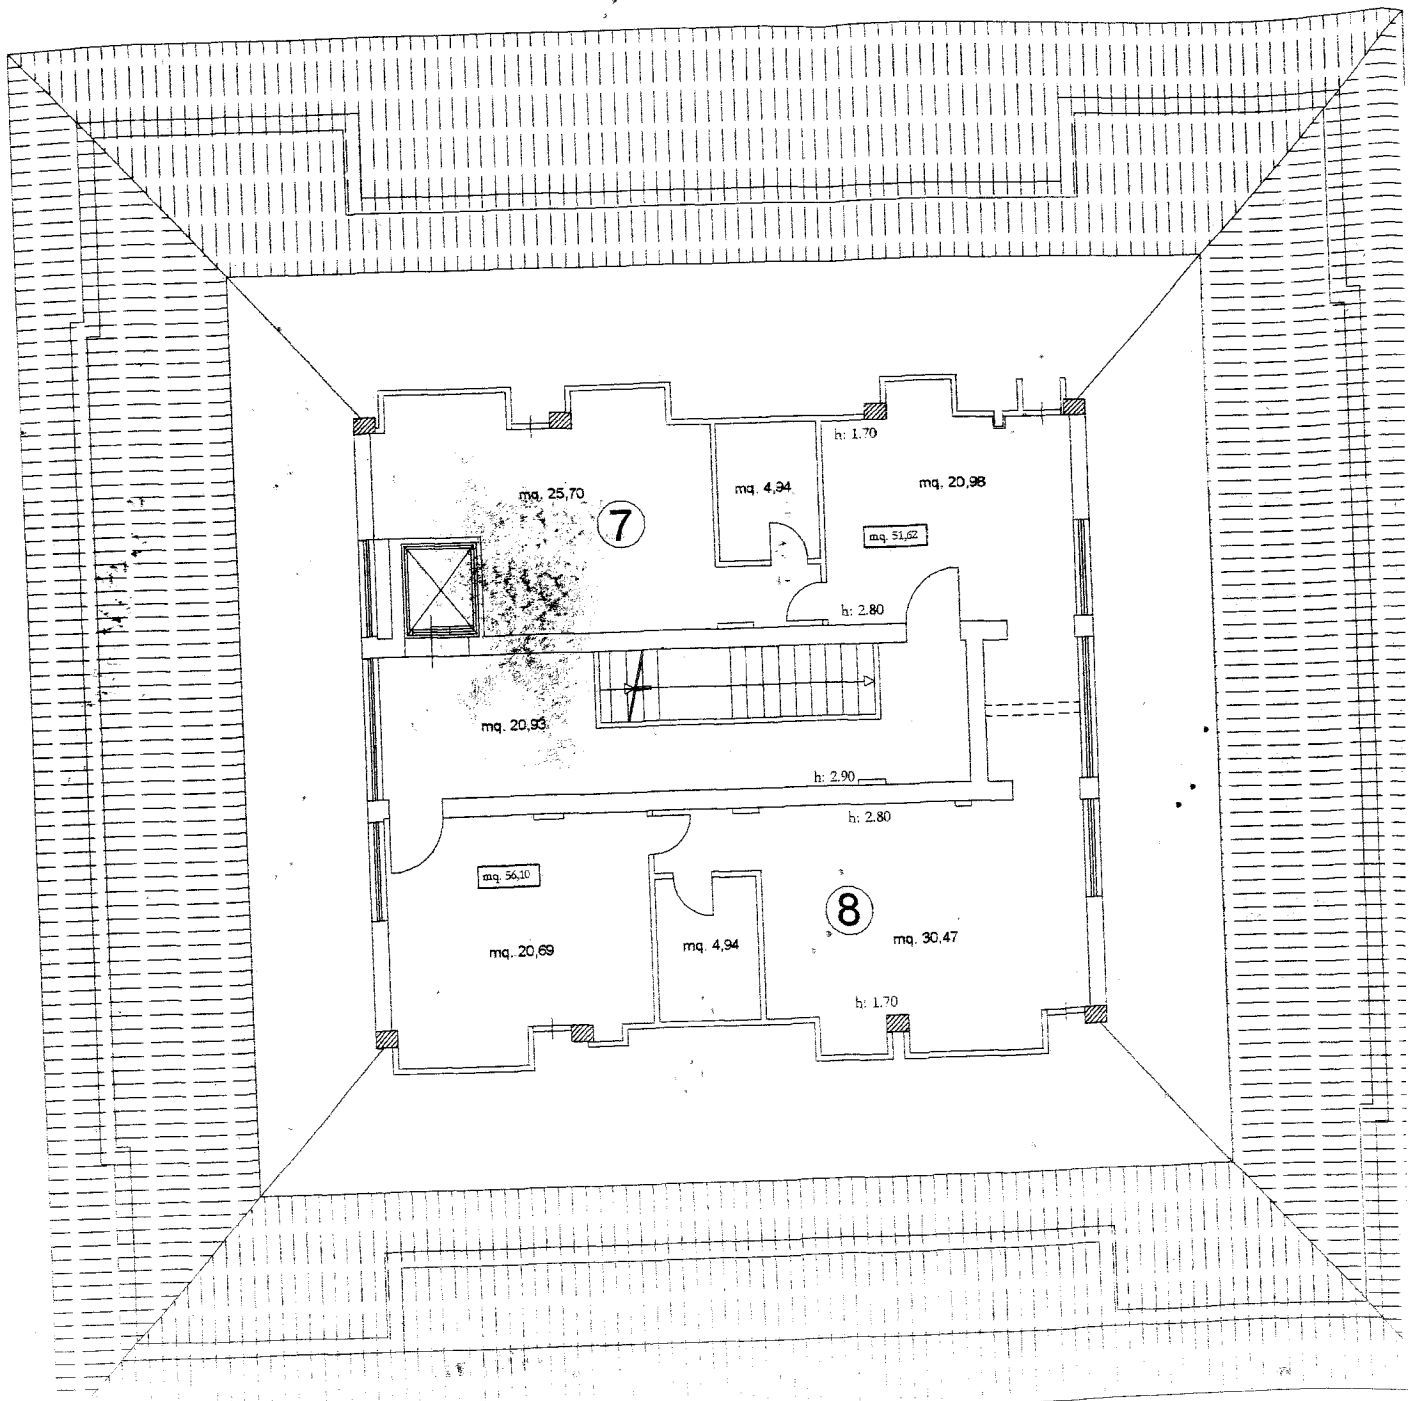 h: 1.70
mq. 25,70
7
mq. 4,94
mq. 20,98
mq. 51,62
h: 2.80
mq. 20,93
h: 2.90
h: 2.80
mq. 56,10
8
mq. 20,69
mq. 4,94
mq. 30,47
h: 1.70